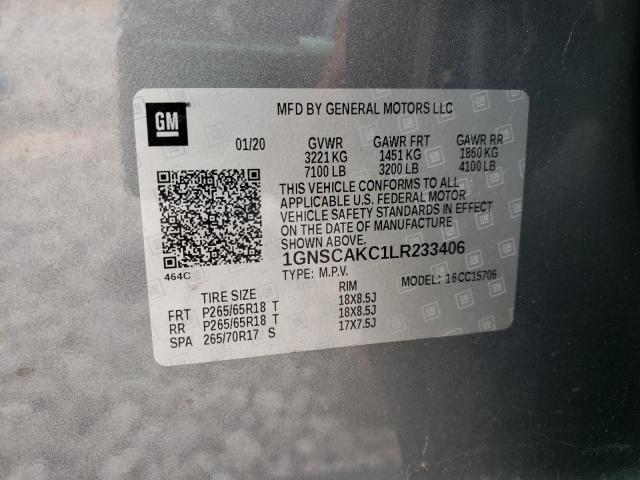 MFD BY GENERAL MOTORS LLC
GM
01/20 GVWR GAWR FRT GAWR RR
3221 KG 1451 KG 1860 KG
7100 LB 3200 LB 4100 LB
THIS VEHICLE CONFORMS TO ALL
APPLICABLE U.S. FEDERAL MOTOR
VEHICLE SAFETY STANDARDS IN EFFECT
ON THE DATE OF MANUFACTURE
SHOWN ABOVE.
464C
1GNSCAKC1LR233406
TYPE: M.P.V. MODEL: 16CC15706
TIRE SIZE RIM
FRT P265/65R18 T 18X8.5J
RR P265/65R18 T 18X8.5J
SPA 265/70R17 S 17X7.5J